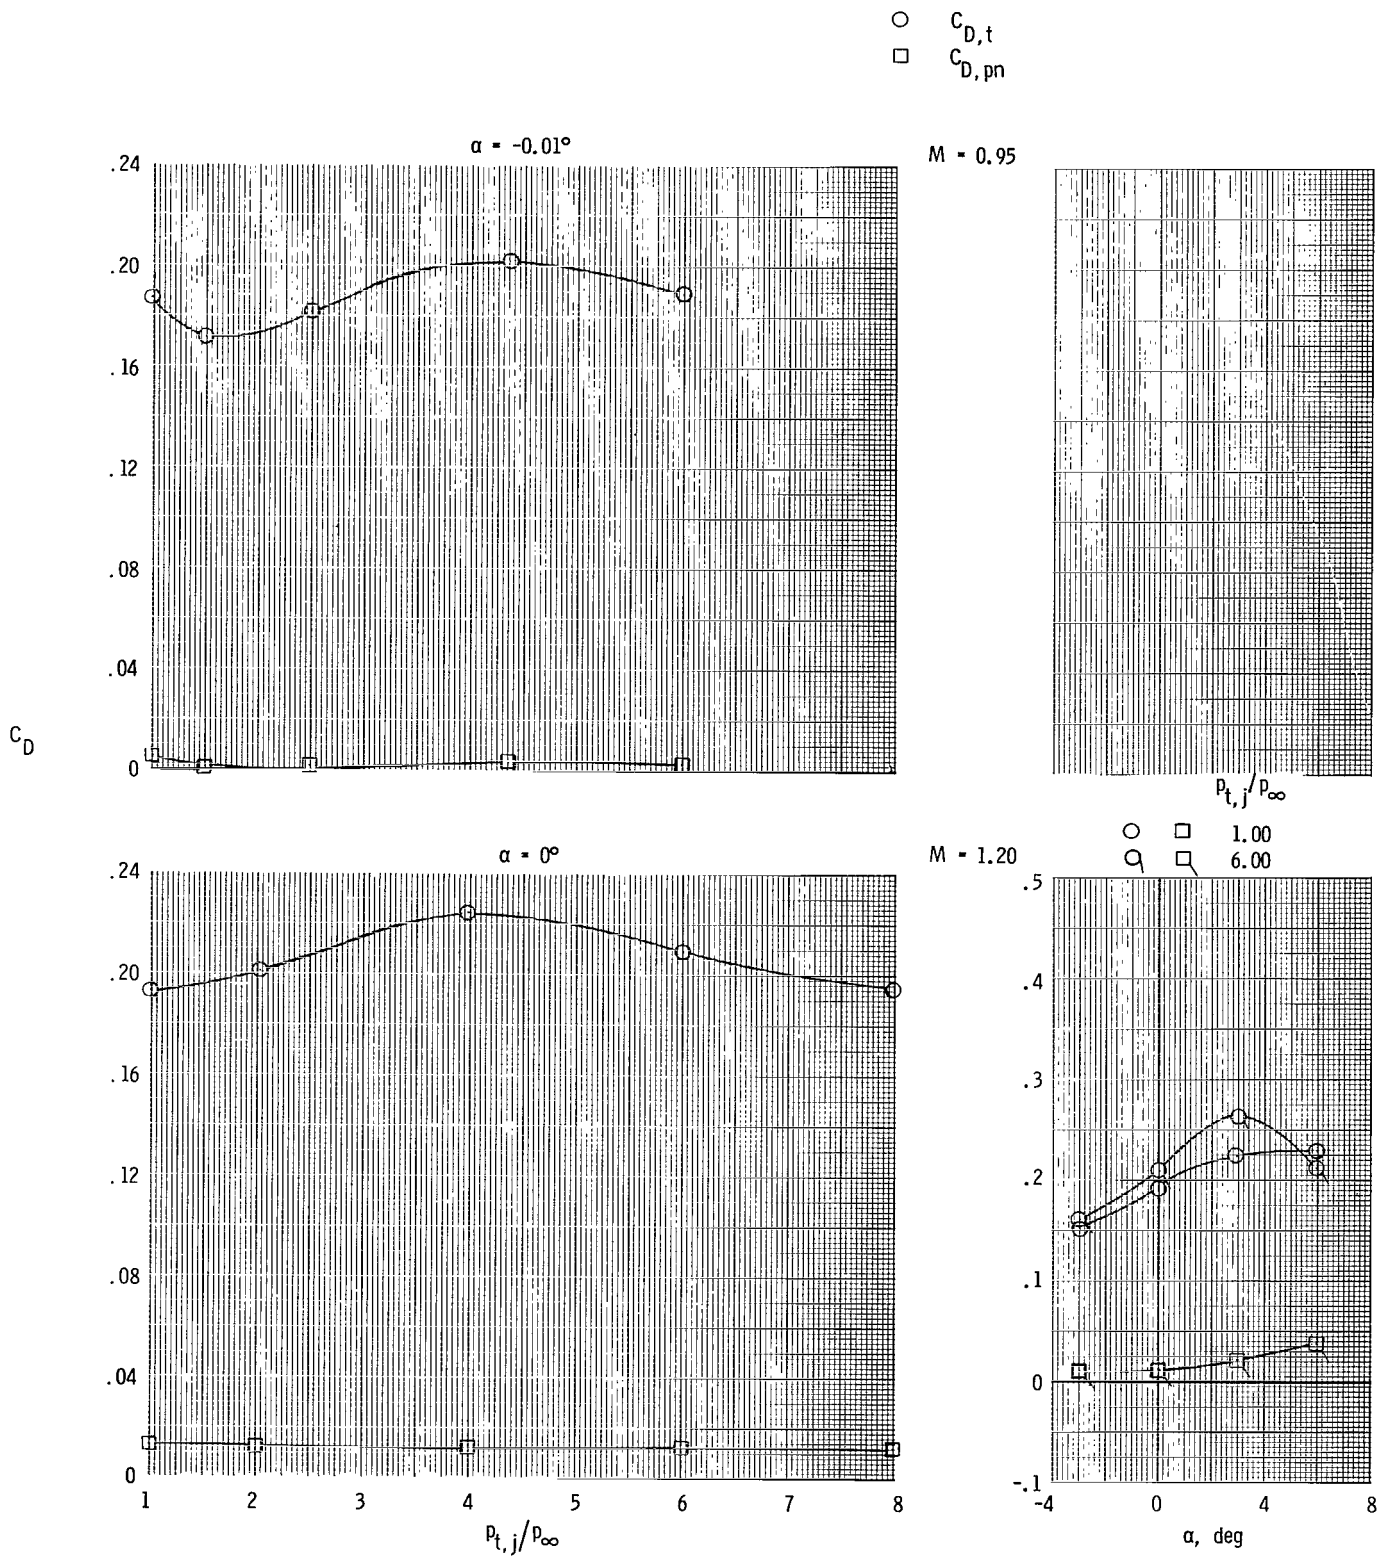 ○ C_D,t
□ C_D,pn
α = -0.01°
M = 0.95
.24
.20
.16
.12
.08
.04
0
C_D
p_t,j/p_∞
○ □ 1.00
○ □ 6.00
α = 0°
M = 1.20
.24
.20
.16
.12
.08
.04
0
1 2 3 4 5 6 7 8
p_t,j/p_∞
.5
.4
.3
.2
.1
0
-.1
-4 0 4 8
α, deg